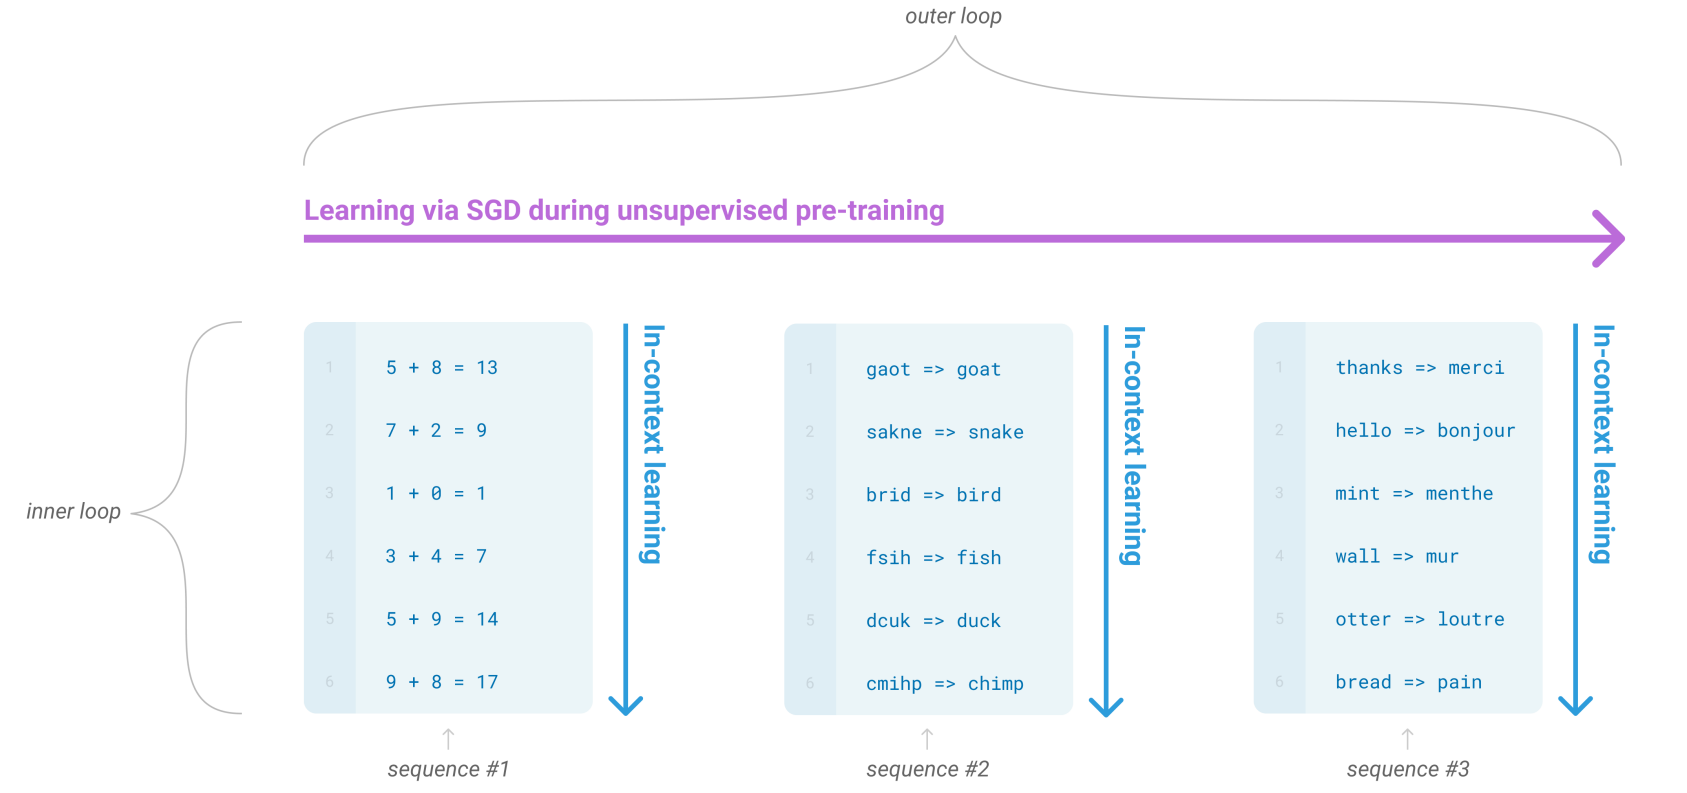 outer loop
Learning via SGD during unsupervised pre-training
inner loop
1 5 + 8 = 13
2 7 + 2 = 9
3 1 + 0 = 1
4 3 + 4 = 7
5 5 + 9 = 14
6 9 + 8 = 17
In-context learning
sequence #1
1 gaot => goat
2 sakne => snake
3 brid => bird
4 fsih => fish
5 dcuk => duck
6 cmihp => chimp
In-context learning
sequence #2
1 thanks => merci
2 hello => bonjour
3 mint => menthe
4 wall => mur
5 otter => loutre
6 bread => pain
In-context learning
sequence #3